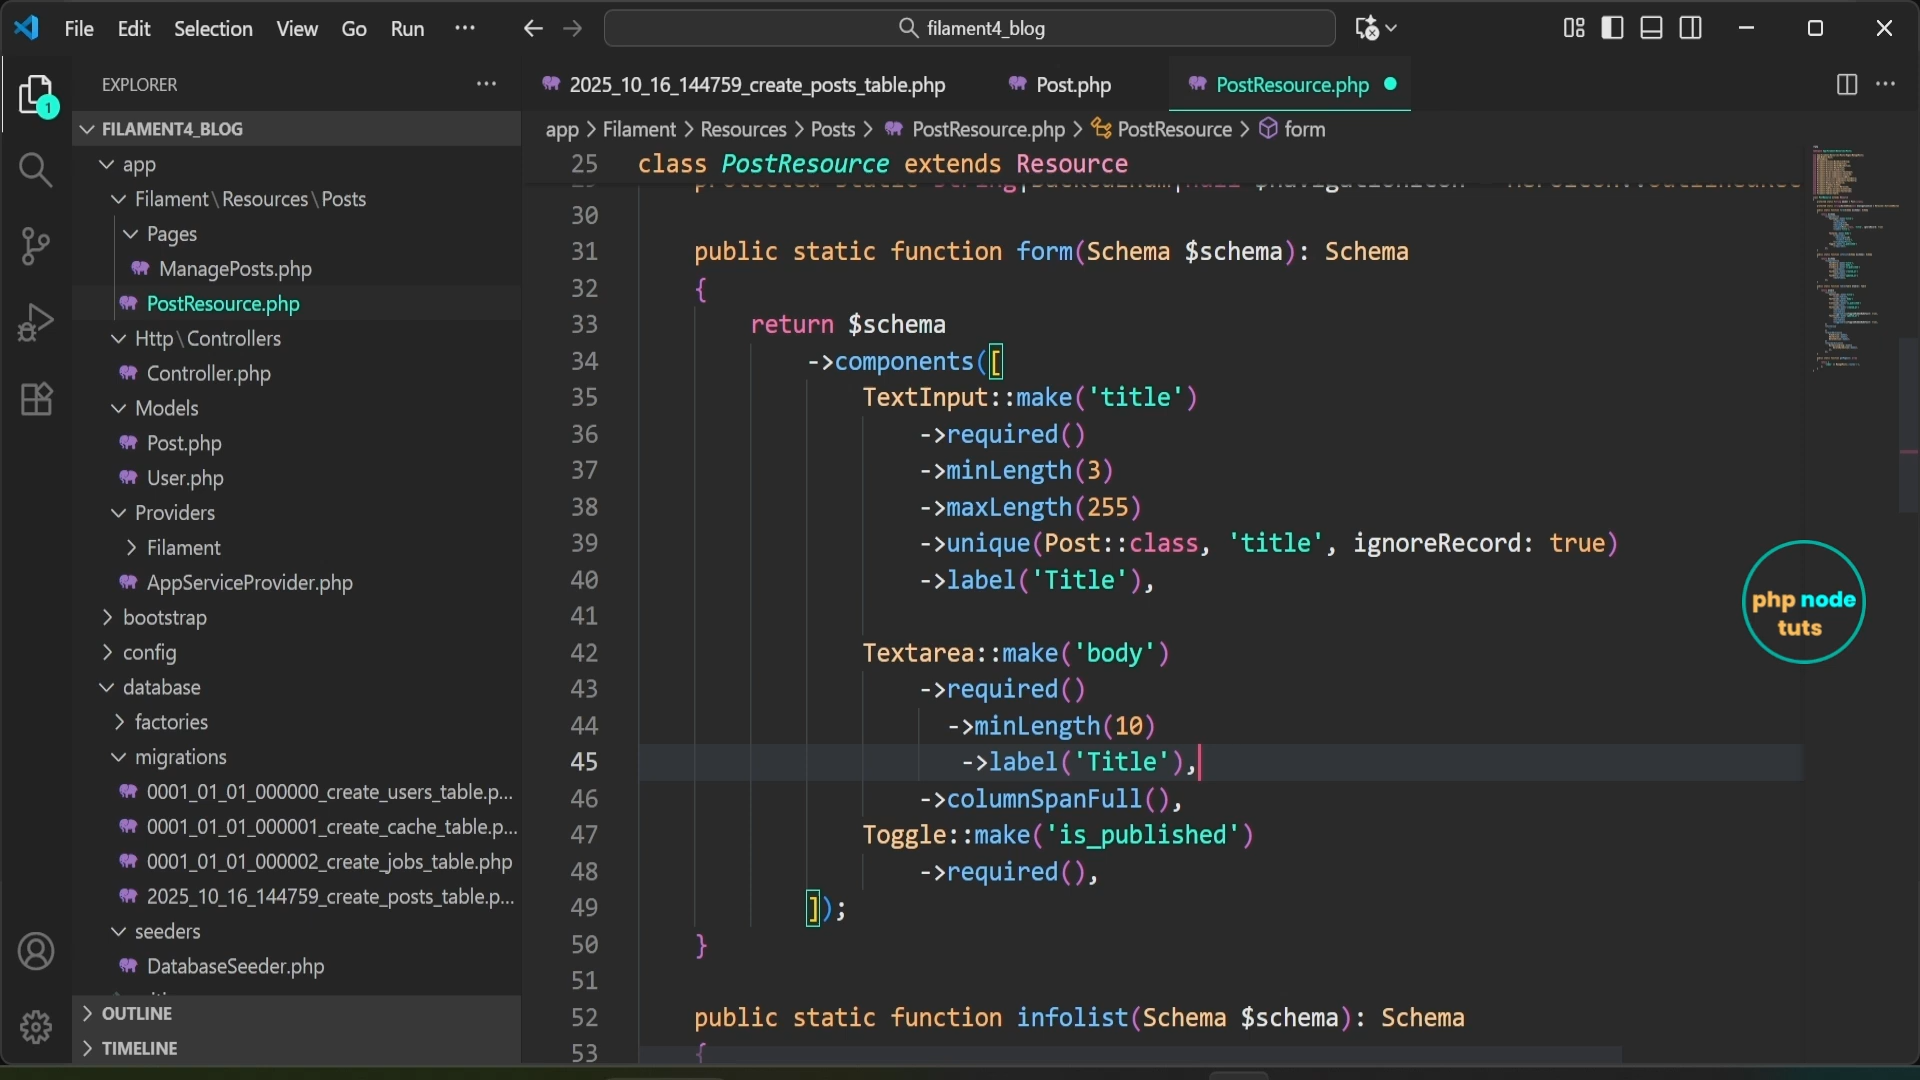 File Edit Selection View Go Run ...
filament4_blog
EXPLORER
1
FILAMENT4_BLOG
app
Filament\Resources\Posts
Pages
ManagePosts.php
PostResource.php
Http\Controllers
Controller.php
Models
Post.php
User.php
Providers
Filament
AppServiceProvider.php
bootstrap
config
database
factories
migrations
0001_01_01_000000_create_users_table.p...
0001_01_01_000001_create_cache_table.p...
0001_01_01_000002_create_jobs_table.php
2025_10_16_144759_create_posts_table.p...
seeders
DatabaseSeeder.php
OUTLINE
TIMELINE
2025_10_16_144759_create_posts_table.php Post.php PostResource.php
app > Filament > Resources > Posts > PostResource.php > PostResource > form
25 class PostResource extends Resource
30
31 public static function form(Schema $schema): Schema
32 {
33 return $schema
34 ->components([
35 TextInput::make('title')
36 ->required()
37 ->minLength(3)
38 ->maxLength(255)
39 ->unique(Post::class, 'title', ignoreRecord: true)
40 ->label('Title'),
41
42 Textarea::make('body')
43 ->required()
44 ->minLength(10)
45 ->label('Title'),
46 ->columnSpanFull(),
47 Toggle::make('is_published')
48 ->required(),
49 ]);
50 }
51
52 public static function infolist(Schema $schema): Schema
53 {
php node
tuts